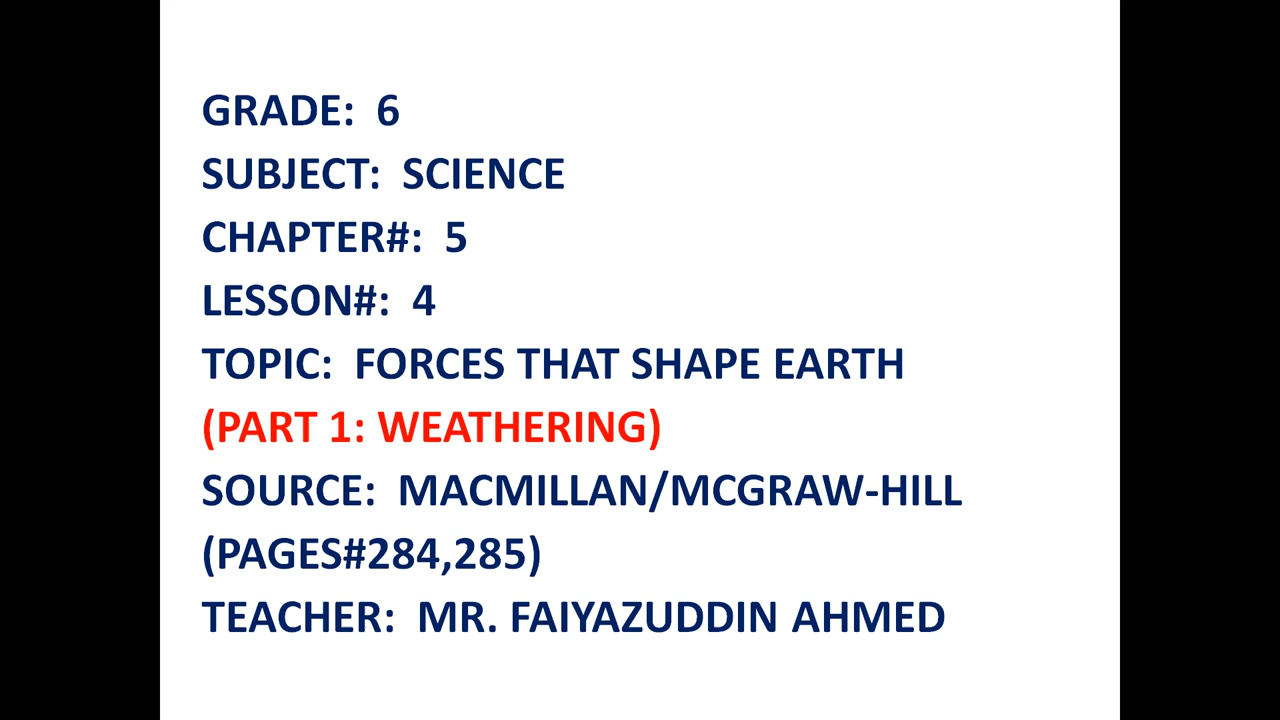 GRADE: 6
SUBJECT: SCIENCE
CHAPTER#: 5
LESSON#: 4
TOPIC: FORCES THAT SHAPE EARTH
(PART 1: WEATHERING)
SOURCE: MACMILLAN/MCGRAW-HILL
(PAGES#284,285)
TEACHER: MR. FAIYAZUDDIN AHMED